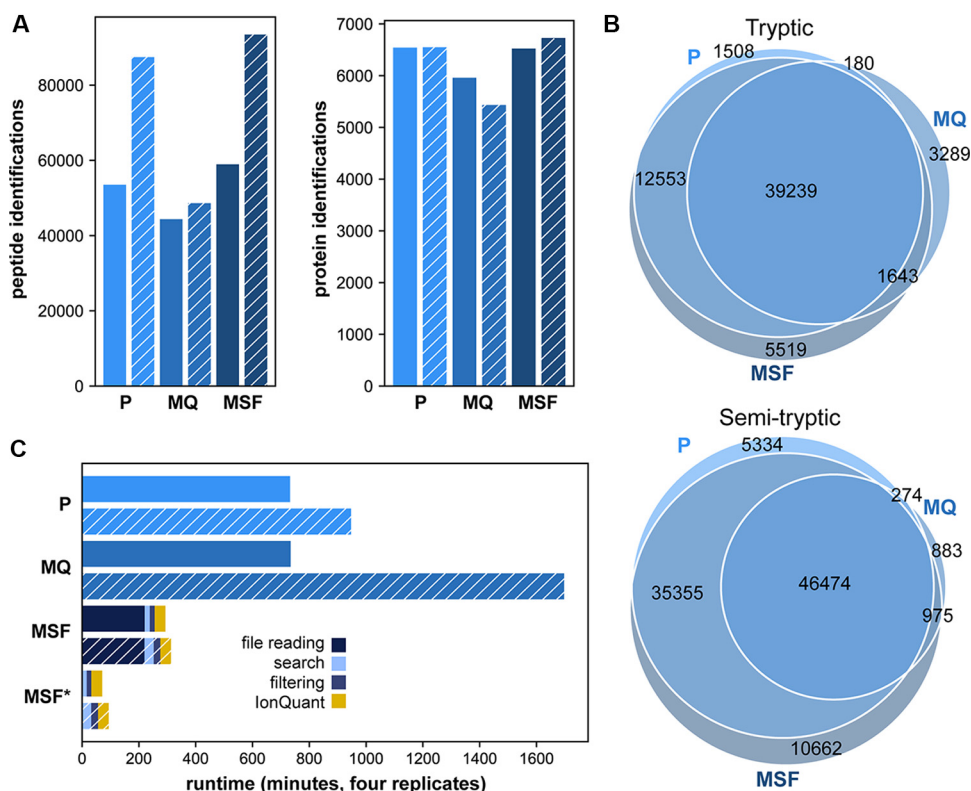 A
peptide identifications
80000
60000
40000
20000
0
P MQ MSF
protein identifications
7000
6000
5000
4000
3000
2000
1000
0
P MQ MSF
B
Tryptic
P
1508
180
MQ
3289
12553
39239
1643
5519
MSF
Semi-tryptic
P
5334
274
MQ
883
35355
46474
975
10662
MSF
C
P
MQ
MSF
MSF*
file reading
search
filtering
IonQuant
0 200 400 600 800 1000 1200 1400 1600
runtime (minutes, four replicates)